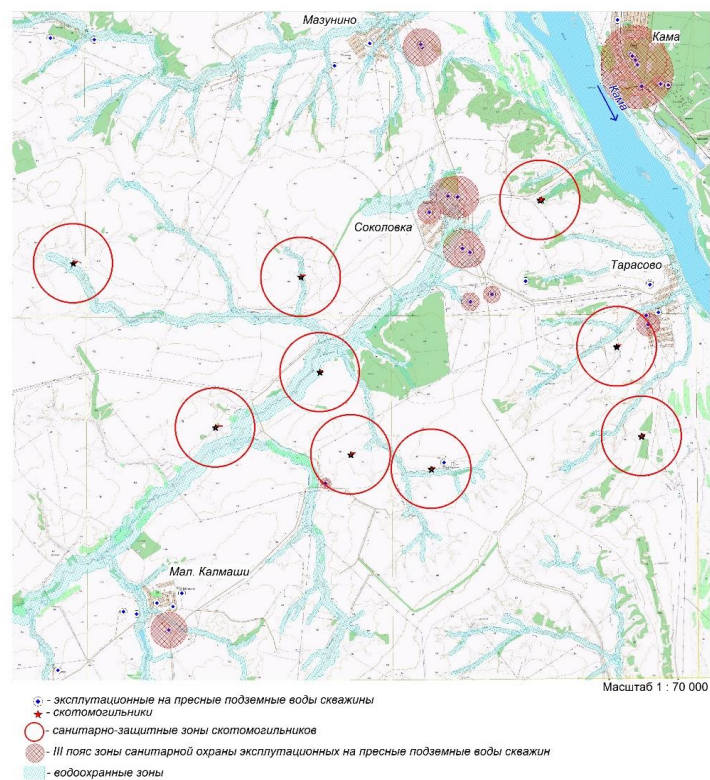 Мазунино
Кама
Кама
Соколовка
Тарасово
Мал. Калмаши
Масштаб 1 : 70 000
- эксплутационные на пресные подземные воды скважины
- скотомогильники
- санитарно-защитные зоны скотомогильников
- III пояс зоны санитарной охраны эксплутационных на пресные подземные воды скважин
- водоохранные зоны